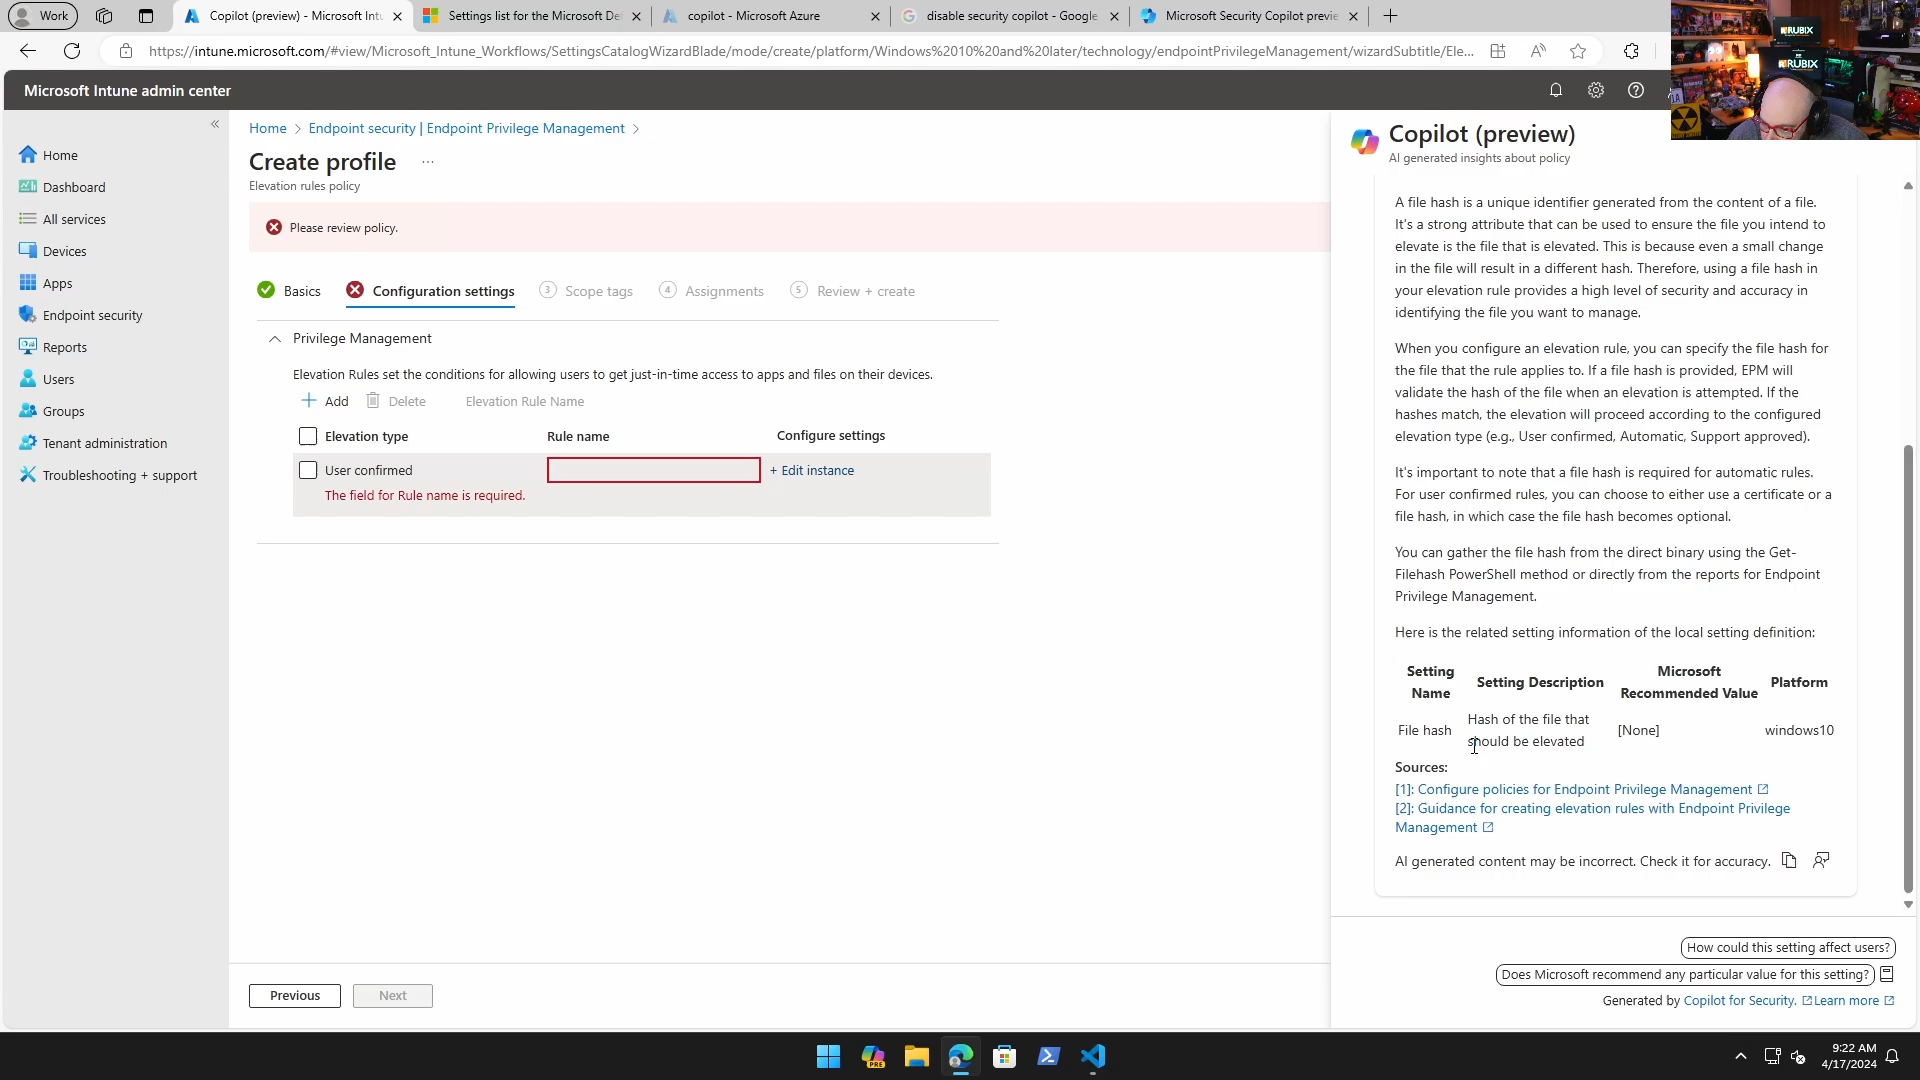 Work
Copilot (preview) - Microsoft Intu
Settings list for the Microsoft De
copilot - Microsoft Azure
disable security copilot - Google
Microsoft Security Copilot previe
https://intune.microsoft.com/#view/Microsoft_Intune_Workflows/SettingsCatalogWizardBlade/mode/create/platform/Windows%2010%20and%20later/technology/endpointPrivilegeManagement/wizardSubtitle/Ele...
RUBIX
RUBIX
Microsoft Intune admin center
Home
Dashboard
All services
Devices
Apps
Endpoint security
Reports
Users
Groups
Tenant administration
Troubleshooting + support
Home > Endpoint security | Endpoint Privilege Management >
Create profile ...
Elevation rules policy
Please review policy.
Basics
Configuration settings
3 Scope tags
4 Assignments
5 Review + create
Privilege Management
Elevation Rules set the conditions for allowing users to get just-in-time access to apps and files on their devices.
+ Add Delete Elevation Rule Name
Elevation type Rule name Configure settings
User confirmed + Edit instance
The field for Rule name is required.
Previous Next
Copilot (preview)
AI generated insights about policy
A file hash is a unique identifier generated from the content of a file.
It's a strong attribute that can be used to ensure the file you intend to
elevate is the file that is elevated. This is because even a small change
in the file will result in a different hash. Therefore, using a file hash in
your elevation rule provides a high level of security and accuracy in
identifying the file you want to manage.
When you configure an elevation rule, you can specify the file hash for
the file that the rule applies to. If a file hash is provided, EPM will
validate the hash of the file when an elevation is attempted. If the
hashes match, the elevation will proceed according to the configured
elevation type (e.g., User confirmed, Automatic, Support approved).
It's important to note that a file hash is required for automatic rules.
For user confirmed rules, you can choose to either use a certificate or a
file hash, in which case the file hash becomes optional.
You can gather the file hash from the direct binary using the Get-
Filehash PowerShell method or directly from the reports for Endpoint
Privilege Management.
Here is the related setting information of the local setting definition:
Setting Name Setting Description Microsoft Recommended Value Platform
File hash Hash of the file that should be elevated [None] windows10
Sources:
[1]: Configure policies for Endpoint Privilege Management
[2]: Guidance for creating elevation rules with Endpoint Privilege
Management
AI generated content may be incorrect. Check it for accuracy.
How could this setting affect users?
Does Microsoft recommend any particular value for this setting?
Generated by Copilot for Security. Learn more
PRE
9:22 AM
4/17/2024